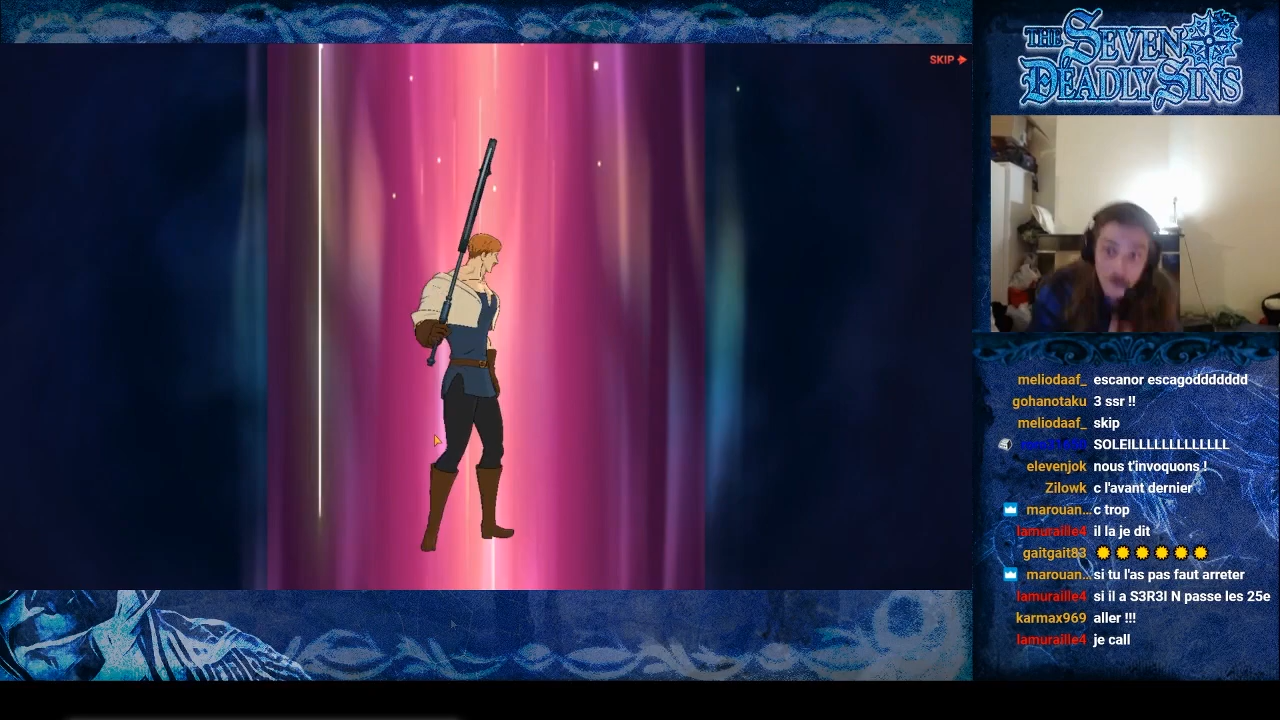 SKIP
THE SEVEN
DEADLY SINS
meliodaaf_ escanor escagodddddd
gohanotaku 3 ssr !!
meliodaaf_ skip
SOLEILLLLLLLLLLLLL
elevenjok nous t'invoquons !
Zilowk c l'avant dernier
marouan... c trop
lamuraille4 il la je dit
gaitgait83
marouan... si tu l'as pas faut arreter
lamuraille4 si il a S3R3I N passe les 25e
karmax969 aller !!!
lamuraille4 je call